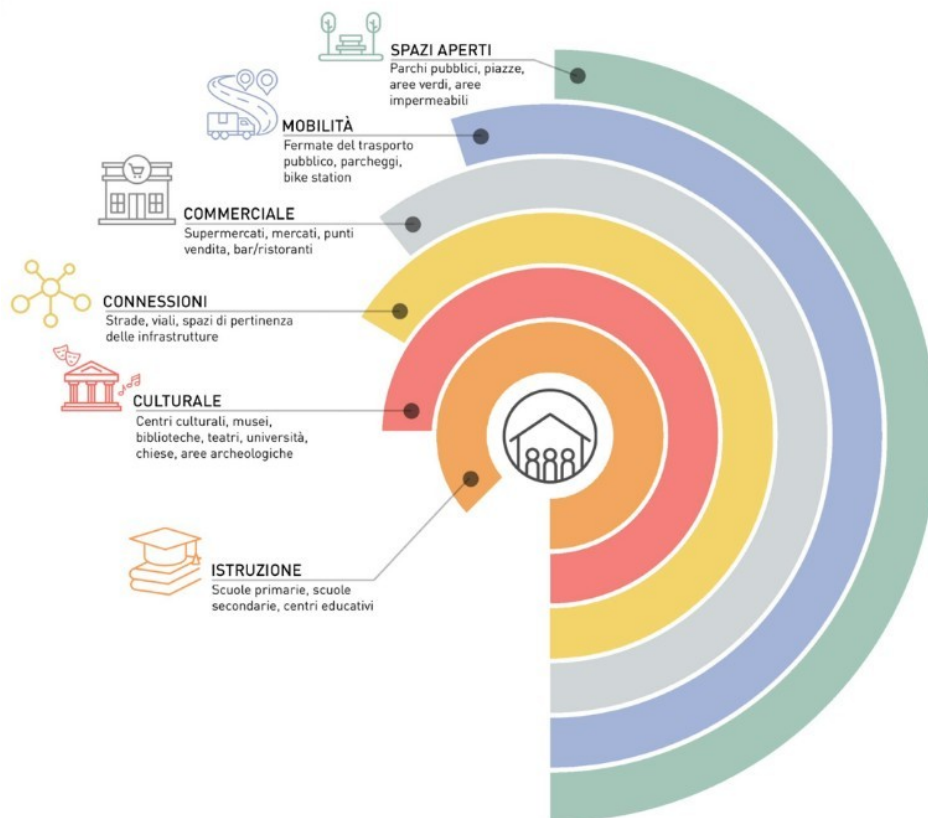 SPAZI APERTI
Parchi pubblici, piazze,
aree verdi, aree
impermeabili
MOBILITÀ
Fermate del trasporto
pubblico, parcheggi,
bike station
COMMERCIALE
Supermercati, mercati, punti
vendita, bar/ristoranti
CONNESSIONI
Strade, viali, spazi di pertinenza
delle infrastrutture
CULTURALE
Centri culturali, musei,
biblioteche, teatri, università,
chiese, aree archeologiche
ISTRUZIONE
Scuole primarie, scuole
secondarie, centri educativi